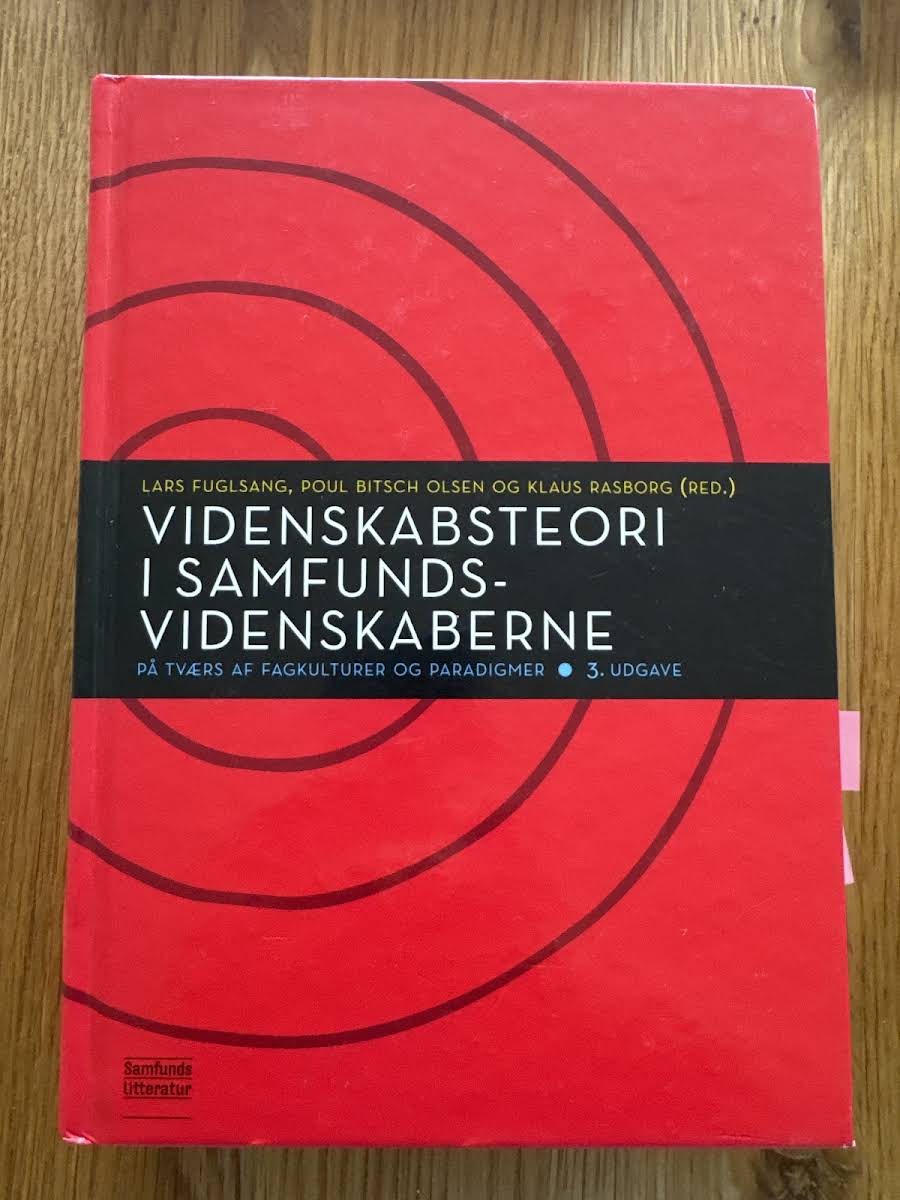 LARS FUGLSANG, POUL BITSCH OLSEN OG KLAUS RASBORG (RED.)
VIDENSKABSTEORI
I SAMFUNDS-
VIDENSKABERNE
PÅ TVÆRS AF FAGKULTURER OG PARADIGMER • 3. UDGAVE
Samfunds
litteratur